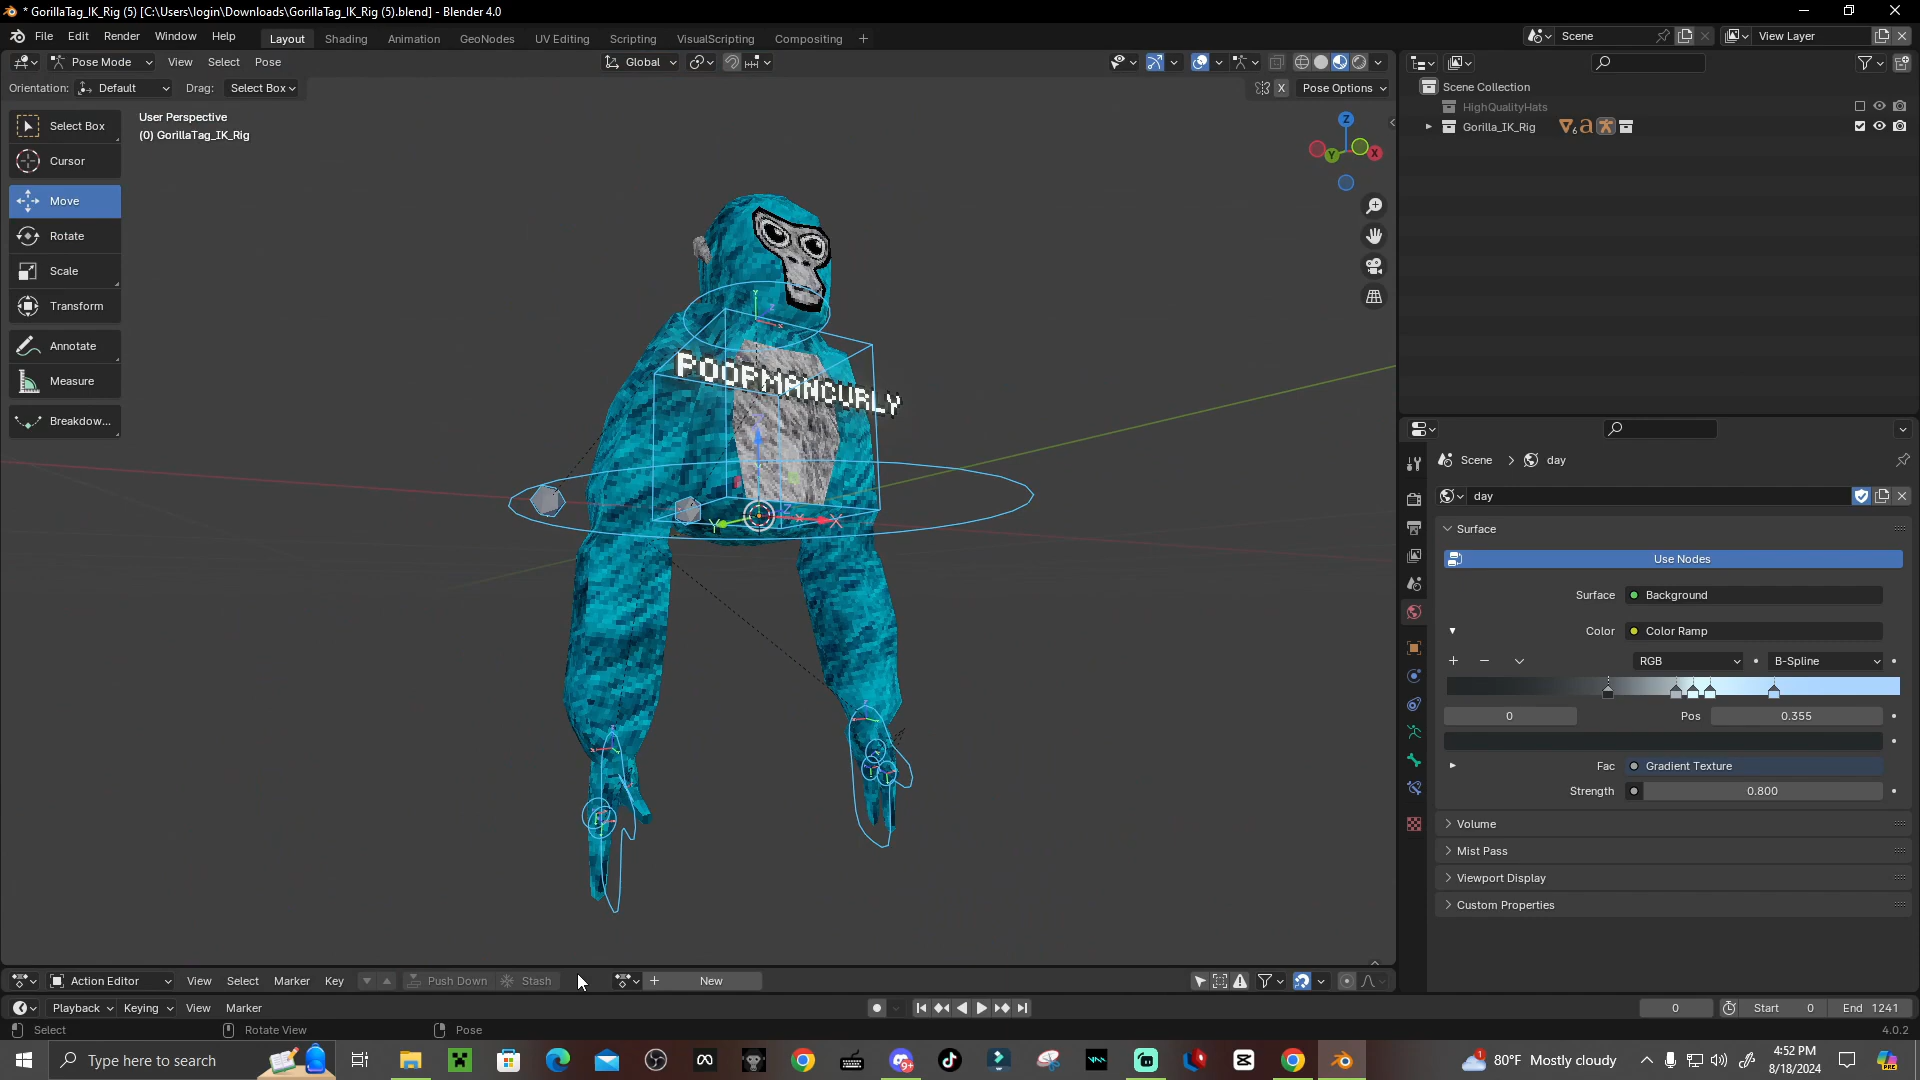 * GorillaTag_IK_Rig (5) [C:\Users\login\Downloads\GorillaTag_IK_Rig (5).blend] - Blender 4.0
File Edit Render Window Help
Layout Shading Animation GeoNodes UV Editing Scripting VisualScripting Compositing +
Scene
View Layer
Pose Mode View Select Pose
Global
Orientation: Default Drag: Select Box
X Pose Options
Select Box
Cursor
Move
Rotate
Scale
Transform
Annotate
Measure
Breakdow...
User Perspective
(0) GorillaTag_IK_Rig
POOPMANCURLY
Z
Y
X
Scene Collection
HighQualityHats
Gorilla_IK_Rig
Scene > day
day
Surface
Use Nodes
Surface Background
Color Color Ramp
RGB B-Spline
0 Pos 0.355
Fac Gradient Texture
Strength 0.800
Volume
Mist Pass
Viewport Display
Custom Properties
Action Editor View Select Marker Key Push Down Stash + New
Playback Keying View Marker
0 Start 0 End 1241
Select Rotate View Pose
4.0.2
Type here to search
80°F Mostly cloudy
4:52 PM
8/18/2024